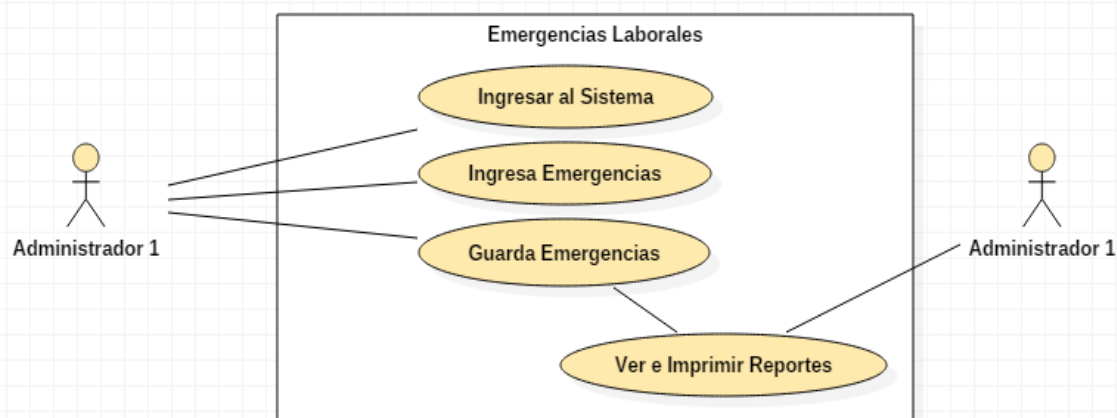 Emergencias Laborales
Ingresar al Sistema
Ingresa Emergencias
Guarda Emergencias
Administrador 1
Administrador 1
Ver e Imprimir Reportes